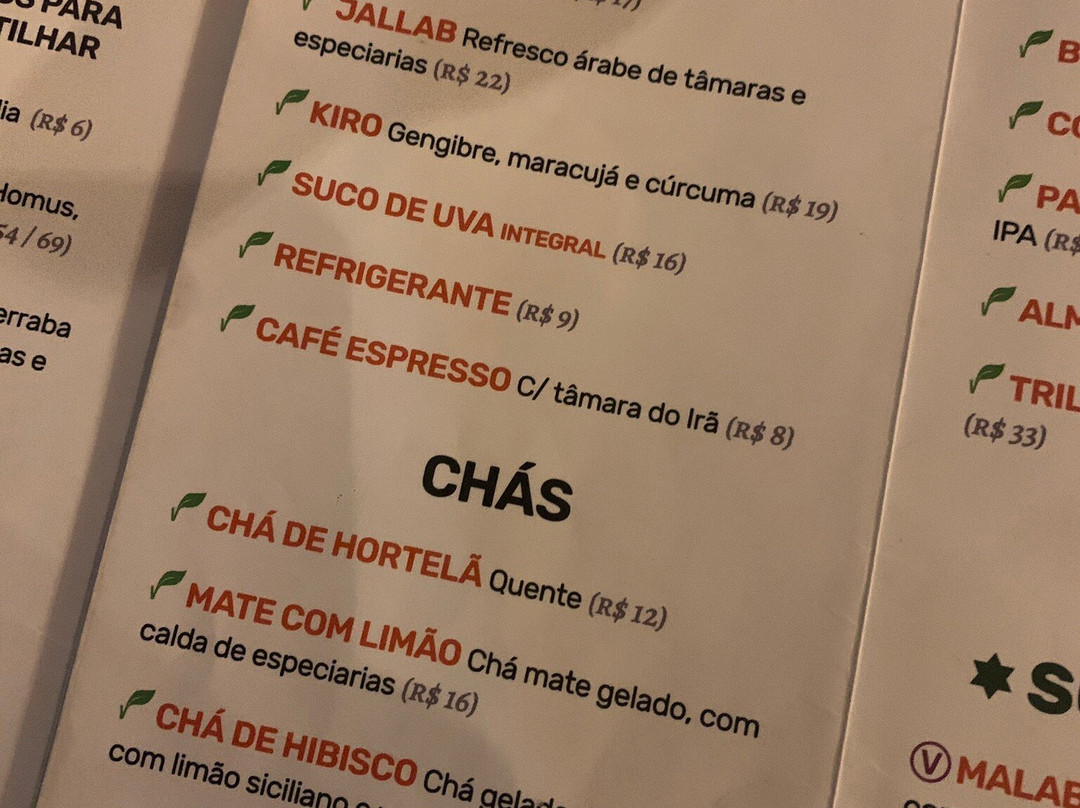 PARA
TILHAR
(R$ 6)
Homus,
54 / 69)
as e
JALLAB Refresco árabe de tâmaras e
especiarias (R$ 22)
KIRO Gengibre, maracujá e cúrcuma (R$ 19)
SUCO DE UVA INTEGRAL (R$ 16)
REFRIGERANTE (R$ 9)
CAFÉ ESPRESSO C/ tâmara do Irã (R$ 8)
CHÁS
CHÁ DE HORTELÃ Quente (R$ 12)
MATE COM LIMÃO Chá mate gelado, com
calda de especiarias (R$ 16)
CHÁ DE HIBISCO Chá
com limão siciliano
IPA (R$
(R$ 33)
V